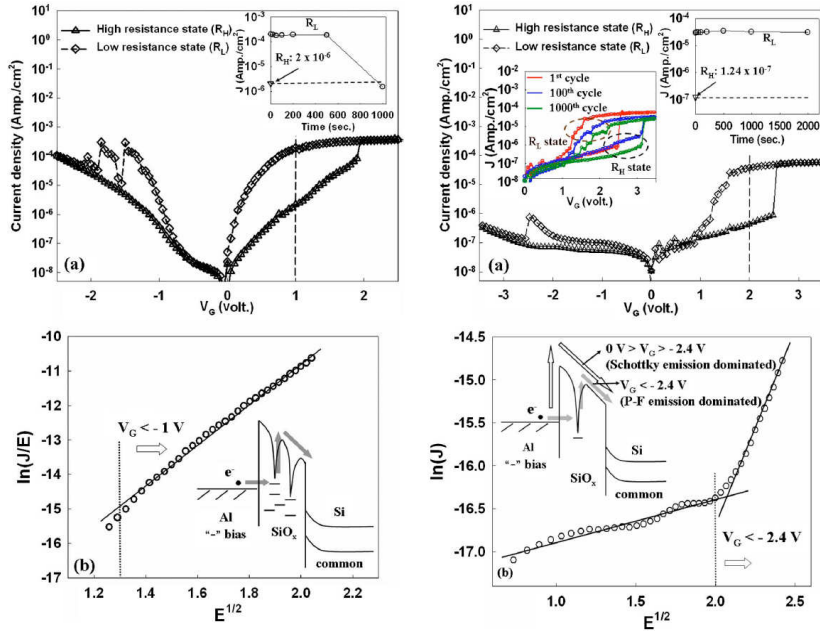 High resistance state (R_H)
Low resistance state (R_L)
Current density (Amp./cm²)
10¹
10⁰
10⁻¹
10⁻²
10⁻³
10⁻⁴
10⁻⁵
10⁻⁶
10⁻⁷
10⁻⁸
-2
-1
0
1
2
V_G (volt.)
(a)
J (Amp./cm²)
10⁻²
10⁻³
10⁻⁴
10⁻⁵
10⁻⁶
R_L
R_H: 2 x 10⁻⁶
0
200
400
600
800
1000
Time (sec.)
High resistance state (R_H)
Low resistance state (R_L)
Current density (Amp./cm²)
10¹
10⁰
10⁻¹
10⁻²
10⁻³
10⁻⁴
10⁻⁵
10⁻⁶
10⁻⁷
10⁻⁸
-3
-2
-1
0
1
2
3
V_G (volt.)
(a)
J (Amp./cm²)
10⁻⁴
10⁻⁵
10⁻⁶
10⁻⁷
R_L
R_H: 1.24 x 10⁻⁷
0
500
1000
1500
2000
Time (sec.)
J (Amp./cm²)
10⁻²
10⁻³
10⁻⁴
10⁻⁵
10⁻⁶
10⁻⁷
10⁻⁸
1st cycle
100th cycle
1000th cycle
R_L state
R_H state
0
1
2
3
V_G (volt.)
ln(J/E)
-10
-11
-12
-13
-14
-15
-16
-17
1.2
1.4
1.6
1.8
2.0
2.2
E^1/2
V_G < - 1 V
e⁻
Al
"–" bias
SiOₓ
Si
common
(b)
ln(J)
-14.5
-15.0
-15.5
-16.0
-16.5
-17.0
1.0
1.5
2.0
2.5
E^1/2
0 V > V_G > - 2.4 V
(Schottky emission dominated)
V_G < - 2.4 V
(P-F emission dominated)
e⁻
Al
"–" bias
SiOₓ
Si
common
V_G < - 2.4 V
(b)